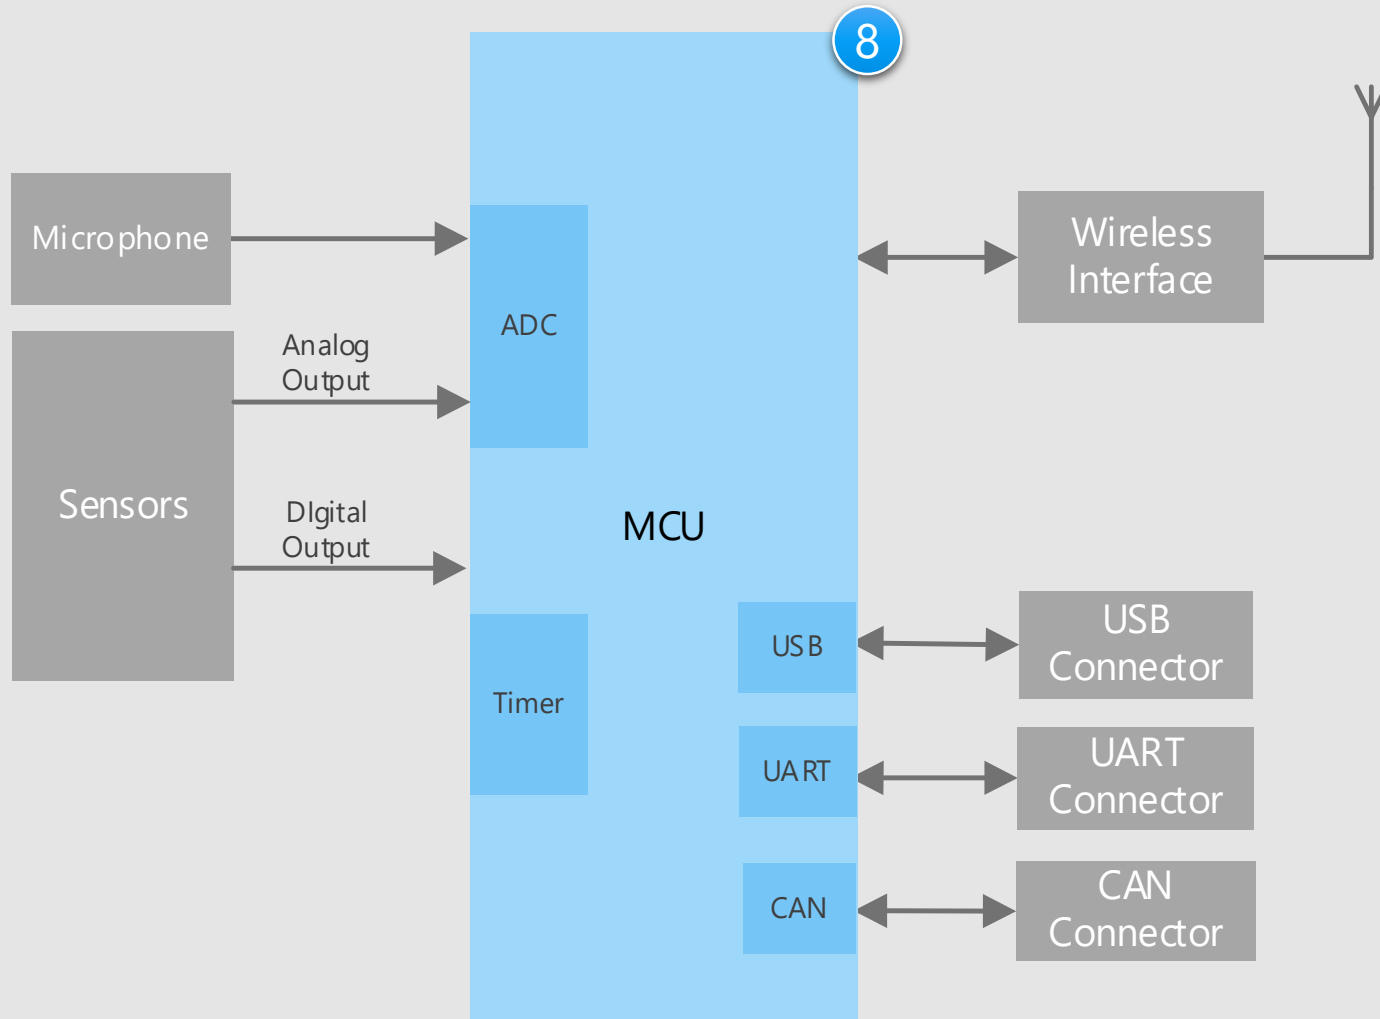 8
Microphone
ADC
Analog
Output
Sensors
DIgital
Output
MCU
Timer
USB
UART
CAN
Wireless
Interface
USB
Connector
UART
Connector
CAN
Connector